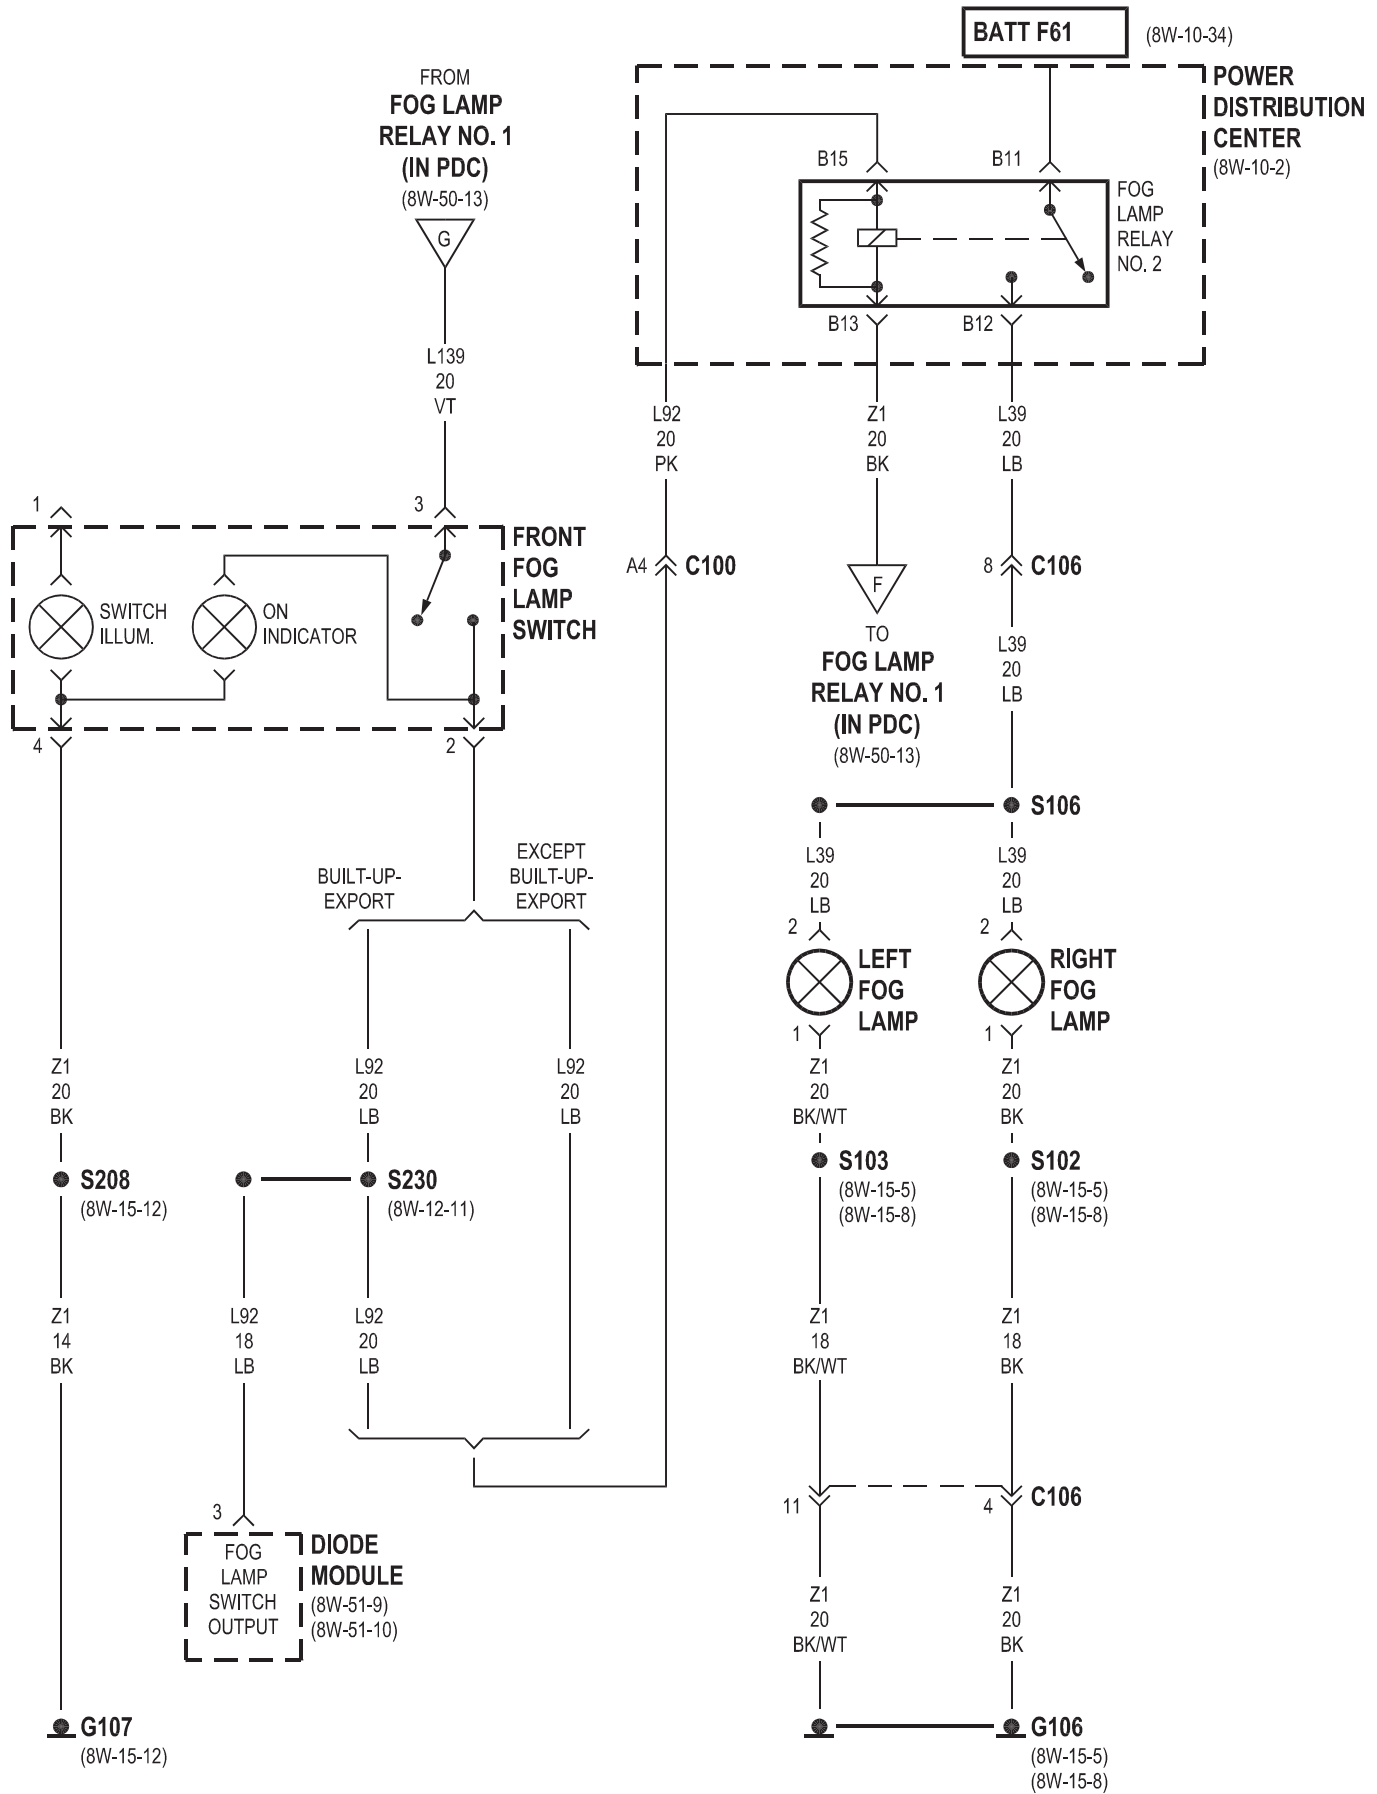 BATT F61
(8W-10-34)
FROM
FOG LAMP
RELAY NO. 1
(IN PDC)
(8W-50-13)
G
POWER
DISTRIBUTION
CENTER
(8W-10-2)
B15
B11
FOG
LAMP
RELAY
NO. 2
B13
B12
L139
20
VT
L92
20
PK
Z1
20
BK
L39
20
LB
1
3
FRONT
FOG
LAMP
SWITCH
SWITCH
ILLUM.
ON
INDICATOR
4
2
A4
C100
8
C106
F
TO
FOG LAMP
RELAY NO. 1
(IN PDC)
(8W-50-13)
L39
20
LB
S106
BUILT-UP-
EXPORT
EXCEPT
BUILT-UP-
EXPORT
L39
20
LB
L39
20
LB
2
2
LEFT
FOG
LAMP
RIGHT
FOG
LAMP
1
1
Z1
20
BK
L92
20
LB
L92
20
LB
Z1
20
BK/WT
Z1
20
BK
S208
(8W-15-12)
S230
(8W-12-11)
S103
(8W-15-5)
(8W-15-8)
S102
(8W-15-5)
(8W-15-8)
Z1
14
BK
L92
18
LB
L92
20
LB
Z1
18
BK/WT
Z1
18
BK
3
11
4
C106
FOG
LAMP
SWITCH
OUTPUT
DIODE
MODULE
(8W-51-9)
(8W-51-10)
Z1
20
BK/WT
Z1
20
BK
G107
(8W-15-12)
G106
(8W-15-5)
(8W-15-8)